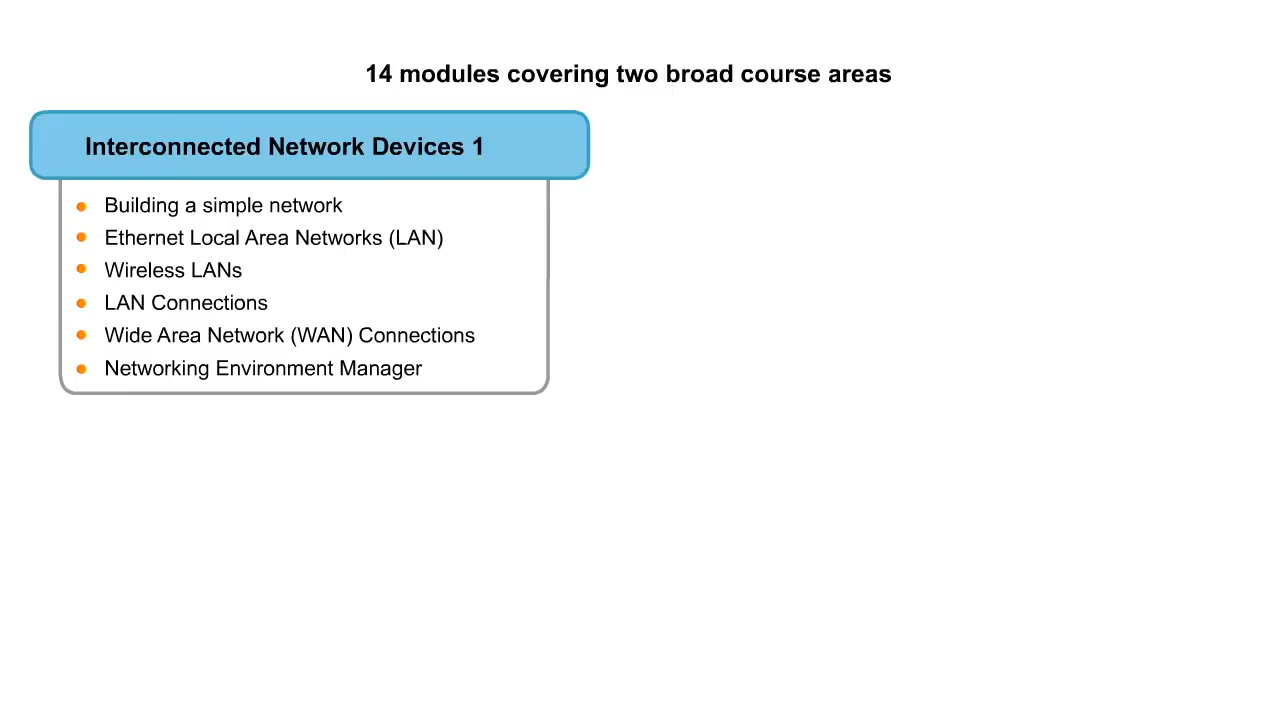 14 modules covering two broad course areas
Interconnected Network Devices 1
Building a simple network
Ethernet Local Area Networks (LAN)
Wireless LANs
LAN Connections
Wide Area Network (WAN) Connections
Networking Environment Manager